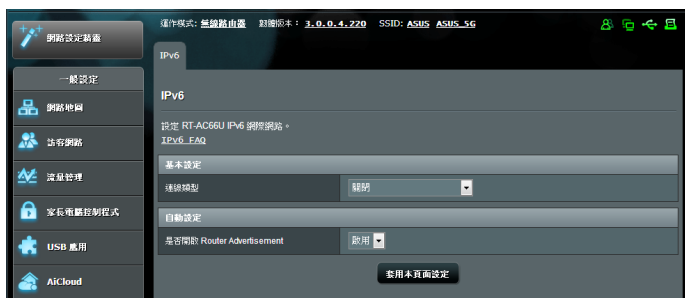 運作模式: 無線路由器 韌體版本： 3.0.0.4.220 SSID: ASUS ASUS_5G
網路設定精靈
IPv6
一般設定
網路地圖
訪客網路
流量管理
家長電腦控制程式
USB 應用
AiCloud
IPv6
設定 RT-AC66U IPv6 網際網路。
IPv6 FAQ
基本設定
連線類型 關閉
自動設定
是否開啟 Router Advertisement 啟用
套用本頁面設定